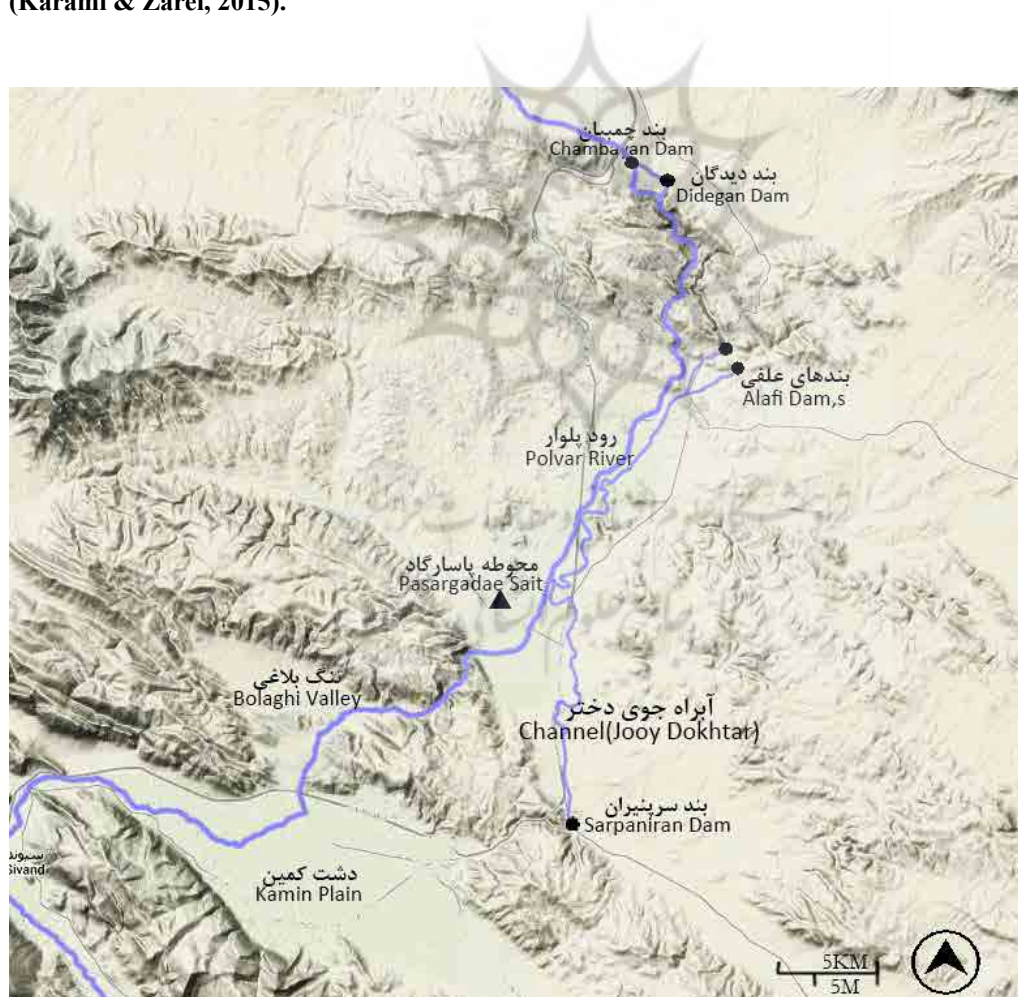 (Karami & Zarei, 2015).
بند چمبیان
Chambayan Dam
بند دیدگان
Didegan Dam
بندهای علفی
Alafi Dam,s
رود پلوار
Polvar River
محوطه پاسارگاد
Pasargadae Sait
تنگ بلاغی
Bolaghi Valley
آبراه جوی دختر
Channel(Jooy Dokhtar)
بند سرپنیران
Sarpaniran Dam
سیوند
Sivand
دشت کمین
Kamin Plain
5KM
5M